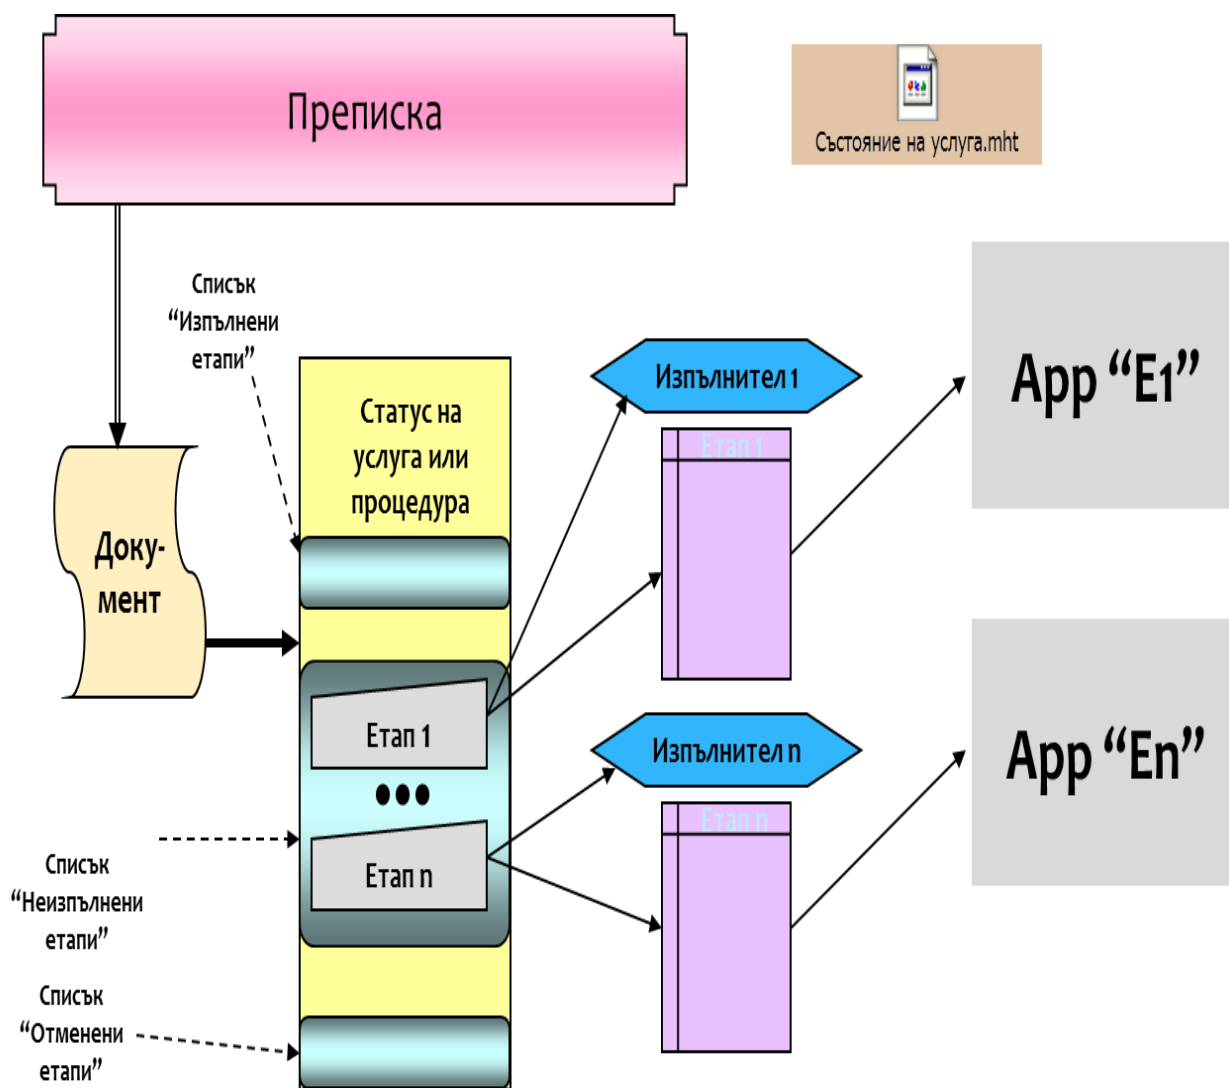 Преписка
Състояние на услуга.mht
Списък
“Изпълнени
етапи”
Статус на
услуга или
процедура
Изпълнител 1
Етап 1
App “E1”
Доку-
мент
Етап 1
Изпълнител n
Етап n
App “En”
Етап n
Списък
“Неизпълнени
етапи”
Списък
“Отменени
етапи”